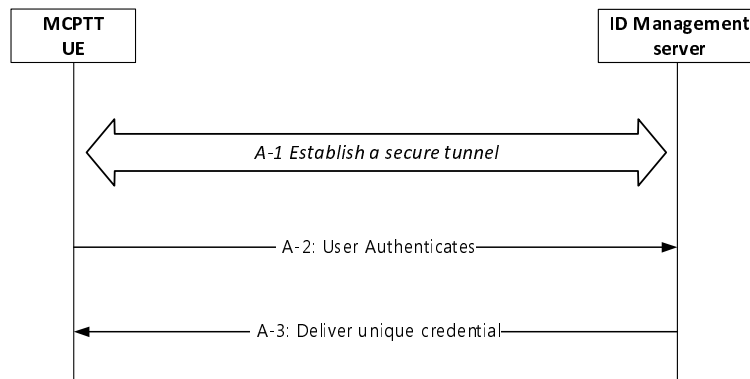 MCPTT
UE
ID Management
server
A-1 Establish a secure tunnel
A-2: User Authenticates
A-3: Deliver unique credential